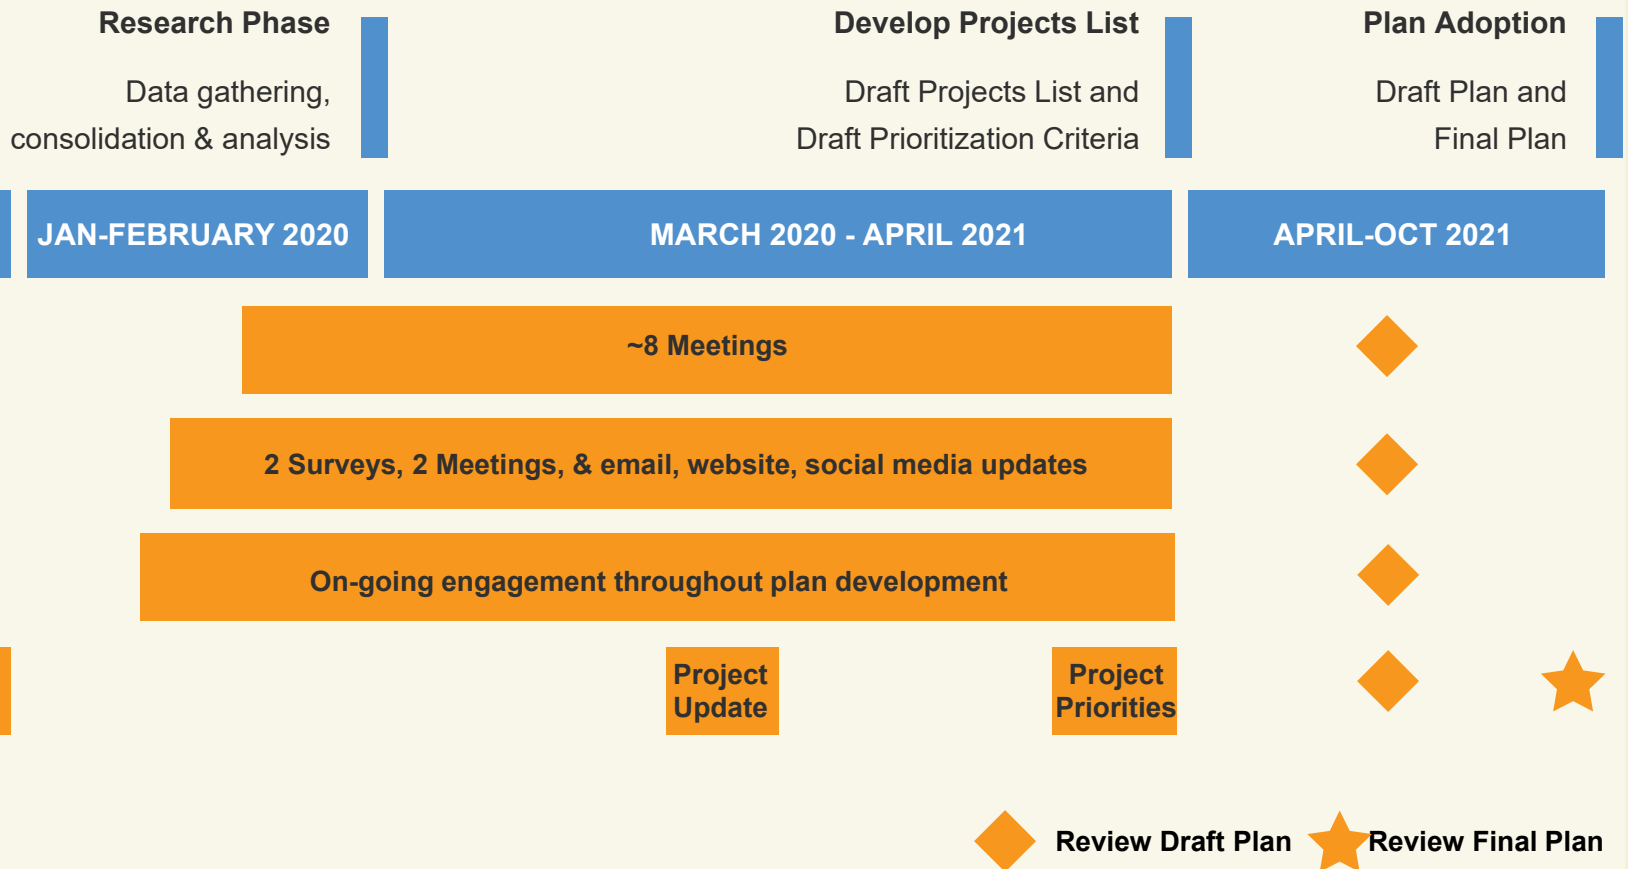 Research Phase
Data gathering,
consolidation & analysis
Develop Projects List
Draft Projects List and
Draft Prioritization Criteria
Plan Adoption
Draft Plan and
Final Plan
JAN-FEBRUARY 2020
MARCH 2020 - APRIL 2021
APRIL-OCT 2021
~8 Meetings
2 Surveys, 2 Meetings, & email, website, social media updates
On-going engagement throughout plan development
Project
Update
Project
Priorities
Review Draft Plan
Review Final Plan